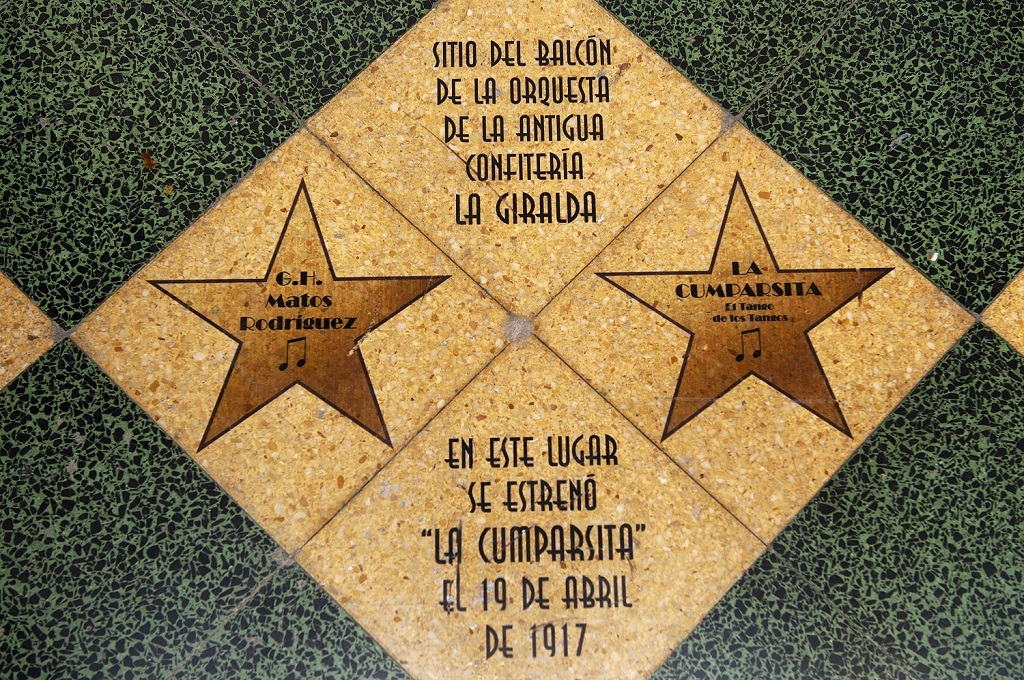 SITIO DEL BALCÓN
DE LA ORQUESTA
DE LA ANTIGUA
CONFITERÍA
LA GIRALDA
G.H.
Matos
Rodríguez
LA
CUMPARSITA
El Tango
de los Tangos
EN ESTE LUGAR
SE ESTRENÓ
“LA CUMPARSITA”
EL 19 DE ABRIL
DE 1917